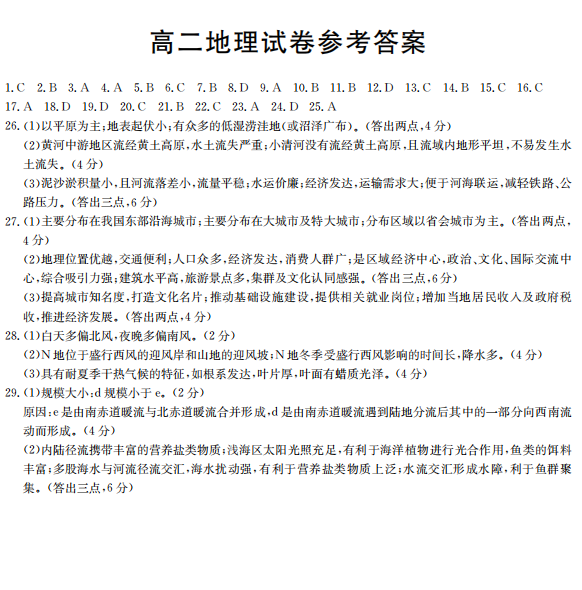 高二地理试卷参考答案
1.C 2.B 3.A 4.A 5.B 6.C 7.B 8.D 9.A 10.B 11.B 12.D 13.C 14.B 15.C 16.C
17.A 18.D 19.D 20.C 21.B 22.C 23.A 24.D 25.A
26.(1)以平原为主;地表起伏小;有众多的低湿涝洼地(或沼泽广布)。(答出两点,4分)
(2)黄河中游地区流经黄土高原,水土流失严重;小清河没有流经黄土高原,且流域内地形平坦,不易发生水
土流失。(4分)
(3)泥沙淤积量小,且河流落差小,流量平稳;水运价廉;经济发达,运输需求大;便于河海联运,减轻铁路、公
路压力。(答出三点,6分)
27.(1)主要分布在我国东部沿海城市;主要分布在大城市及特大城市;分布区域以省会城市为主。(答出两点,
4分)
(2)地理位置优越,交通便利;人口众多,经济发达,消费人群广;是区域经济中心,政治、文化、国际交流中
心,综合吸引力强;建筑水平高,旅游景点多,集群及文化认同感强。(答出三点,6分)
(3)提高城市知名度,打造文化名片;推动基础设施建设,提供相关就业岗位;增加当地居民收入及政府税
收,推进经济发展。(答出两点,4分)
28.(1)白天多偏北风,夜晚多偏南风。(2分)
(2)N地位于盛行西风的迎风岸和山地的迎风坡;N地冬季受盛行西风影响的时间长,降水多。(4分)
(3)具有耐夏季干热气候的特征,如根系发达,叶片厚,叶面有蜡质光泽。(4分)
29.(1)规模大小:d规模小于e。(2分)
原因:e是由南赤道暖流与北赤道暖流合并形成,d是由南赤道暖流遇到陆地分流后其中的一部分向西南流
动而形成。(4分)
(2)内陆径流携带丰富的营养盐类物质;浅海区太阳光照充足,有利于海洋植物进行光合作用,鱼类的饵料
丰富;多股海水与河流径流交汇,海水扰动强,有利于营养盐类物质上泛;水流交汇形成水障,利于鱼群聚
集。(答出三点,6分)